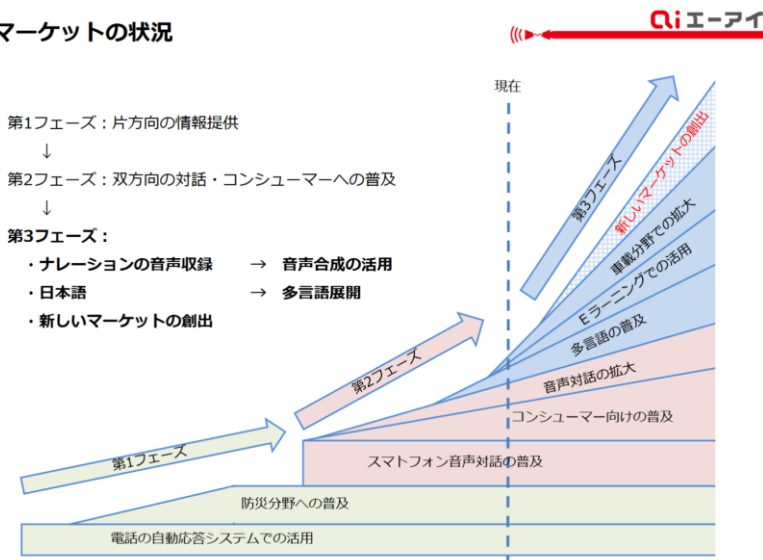 マーケットの状況
エーアイ
現在
第1フェーズ：片方向の情報提供
↓
第2フェーズ：双方向の対話・コンシューマーへの普及
↓
第3フェーズ：
・ナレーションの音声収録 → 音声合成の活用
・日本語 → 多言語展開
・新しいマーケットの創出
第3フェーズ
新しいマーケットの創出
車載分野での拡大
Eラーニングでの活用
多言語の普及
第2フェーズ
音声対話の拡大
コンシューマー向けの普及
第1フェーズ
スマトフォン音声対話の普及
防災分野への普及
電話の自動応答システムでの活用